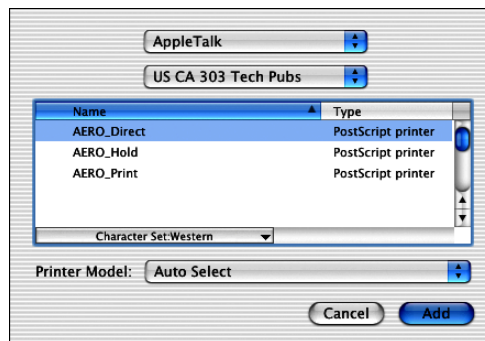 AppleTalk
US CA 303 Tech Pubs
Name Type
AERO_Direct PostScript printer
AERO_Hold PostScript printer
AERO_Print PostScript printer
Character Set:Western
Printer Model: Auto Select
Cancel Add